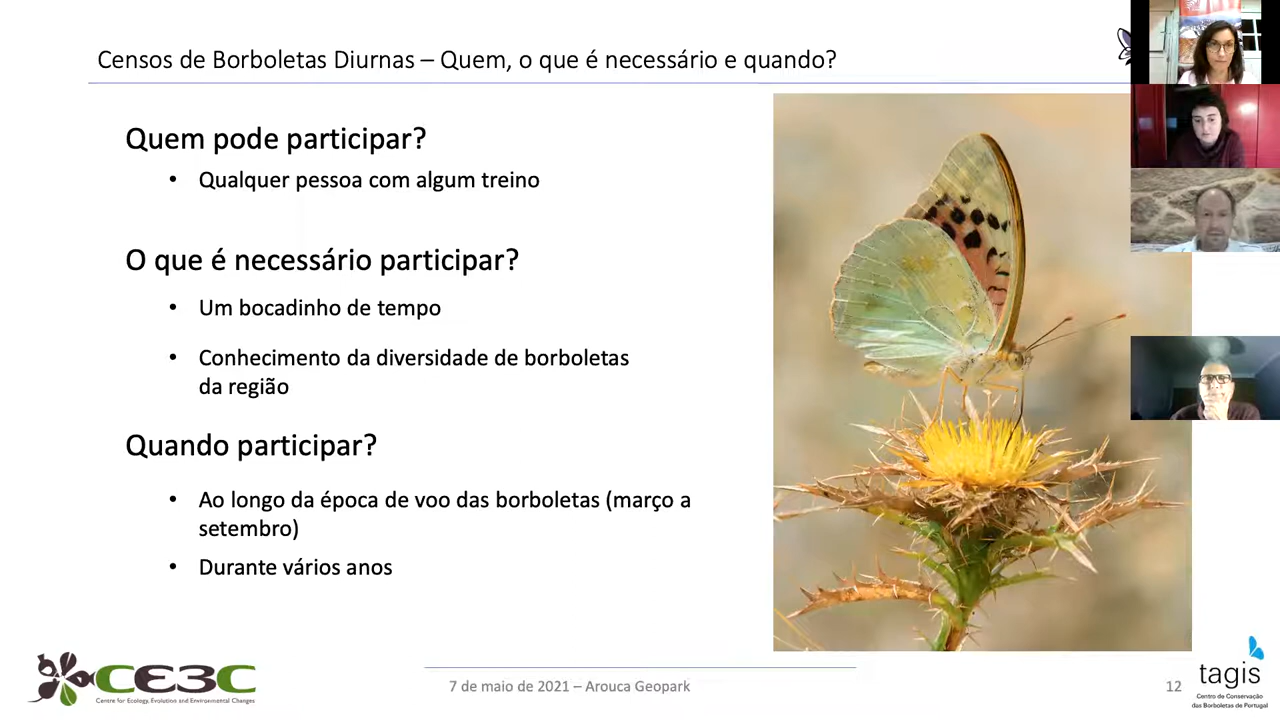 Censos de Borboletas Diurnas – Quem, o que é necessário e quando?
Quem pode participar?
• Qualquer pessoa com algum treino
O que é necessário participar?
• Um bocadinho de tempo
• Conhecimento da diversidade de borboletas
da região
Quando participar?
• Ao longo da época de voo das borboletas (março a
setembro)
• Durante vários anos
CE3C
Centre for Ecology, Evolution and Environmental Changes
7 de maio de 2021 – Arouca Geopark
12
tagis
Centro de Conservação
das Borboletas de Portugal